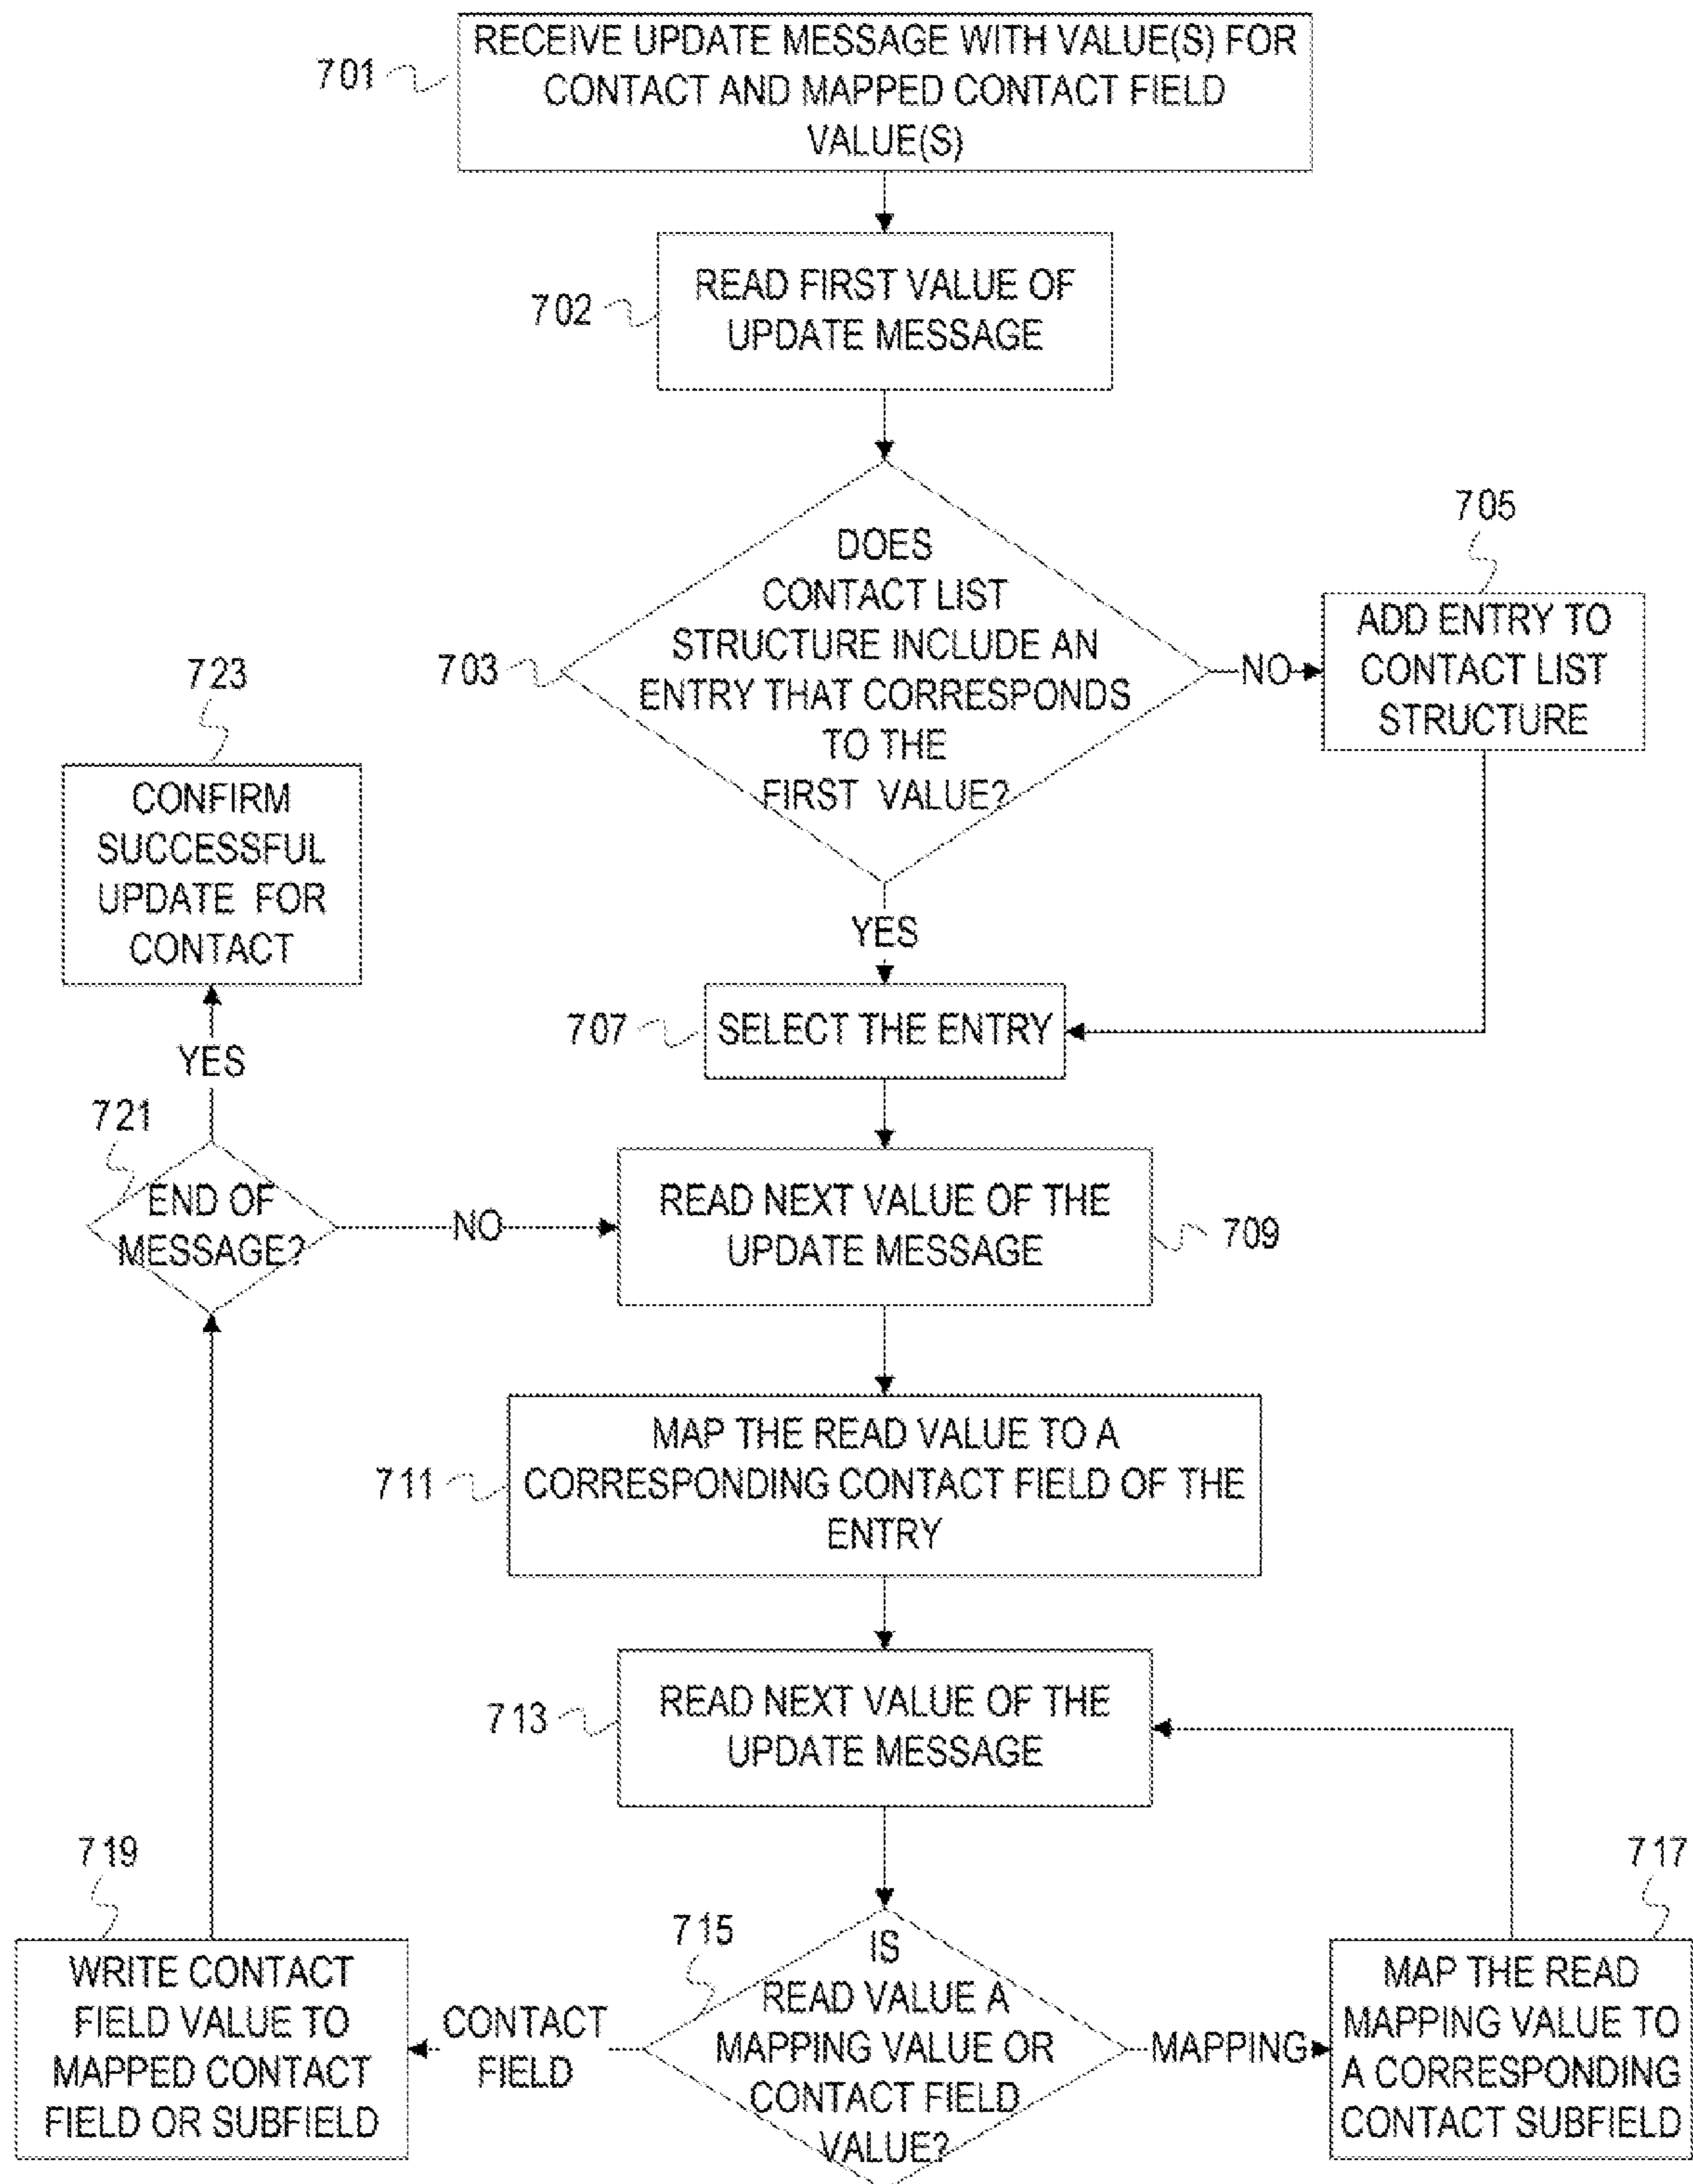 701
RECEIVE UPDATE MESSAGE WITH VALUE(S) FOR
CONTACT AND MAPPED CONTACT FIELD
VALUE(S)
702
READ FIRST VALUE OF
UPDATE MESSAGE
703
DOES
CONTACT LIST
STRUCTURE INCLUDE AN
ENTRY THAT CORRESPONDS
TO THE
FIRST VALUE?
NO
705
ADD ENTRY TO
CONTACT LIST
STRUCTURE
YES
707
SELECT THE ENTRY
723
CONFIRM
SUCCESSFUL
UPDATE FOR
CONTACT
YES
721
END OF
MESSAGE?
NO
READ NEXT VALUE OF THE
UPDATE MESSAGE
709
711
MAP THE READ VALUE TO A
CORRESPONDING CONTACT FIELD OF THE
ENTRY
713
READ NEXT VALUE OF THE
UPDATE MESSAGE
715
IS
READ VALUE A
MAPPING VALUE OR
CONTACT FIELD
VALUE?
MAPPING
717
MAP THE READ
MAPPING VALUE TO
A CORRESPONDING
CONTACT SUBFIELD
CONTACT
FIELD
719
WRITE CONTACT
FIELD VALUE TO
MAPPED CONTACT
FIELD OR SUBFIELD